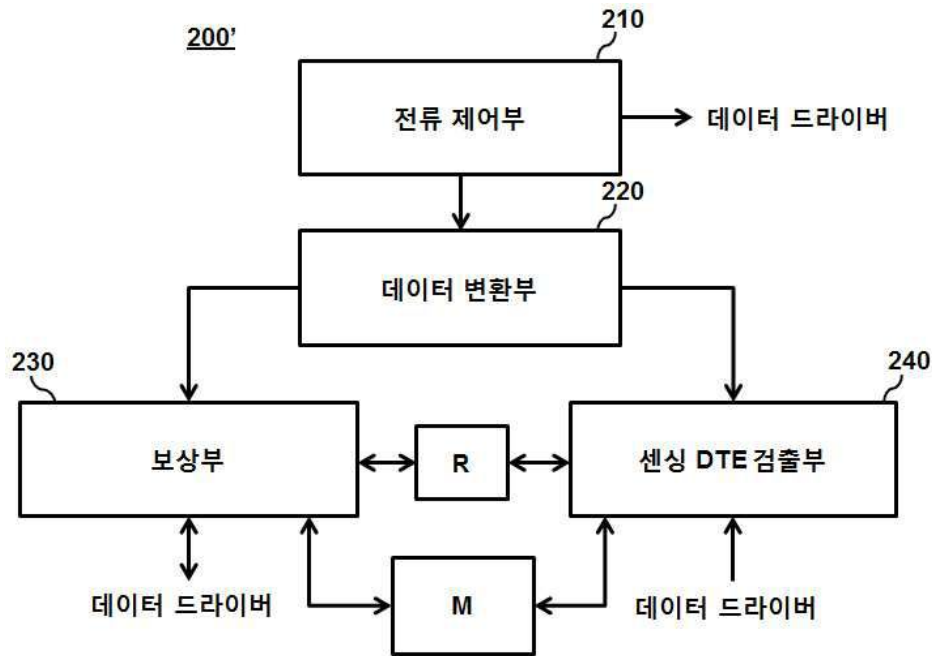 200'
210
전류 제어부
데이터 드라이버
220
데이터 변환부
230
240
보상부
R
센싱 DTE 검출부
데이터 드라이버
M
데이터 드라이버